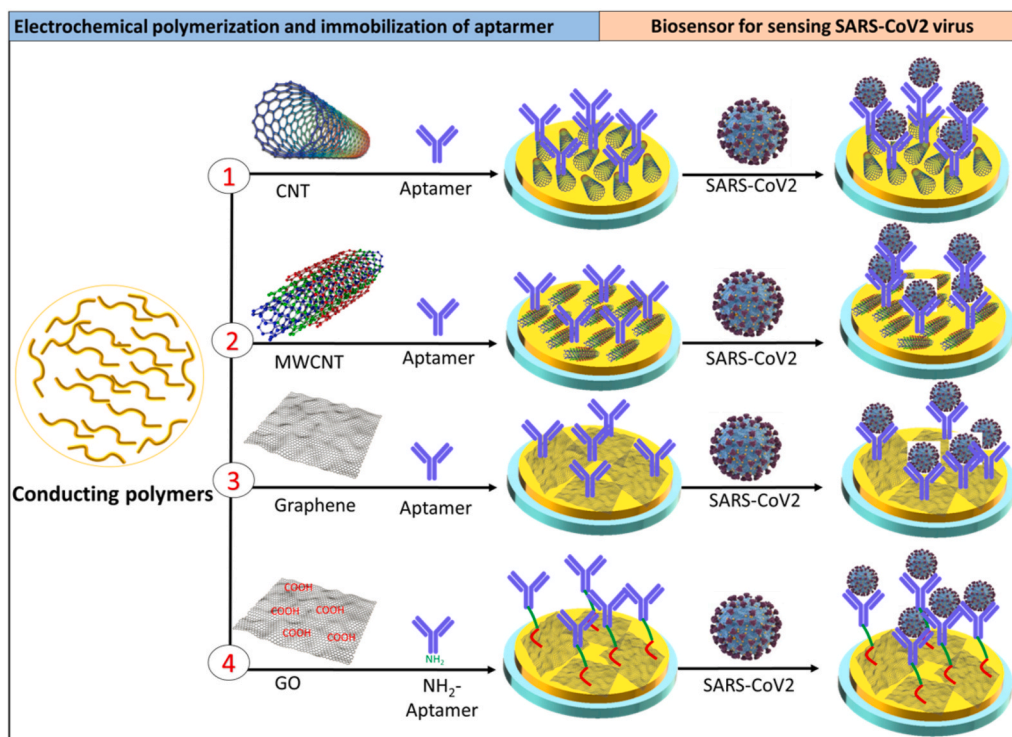 Electrochemical polymerization and immobilization of aptarmer
Biosensor for sensing SARS-CoV2 virus
1
CNT
Aptamer
SARS-CoV2
2
MWCNT
Aptamer
SARS-CoV2
Conducting polymers
3
Graphene
Aptamer
SARS-CoV2
COOH
COOH
COOH
COOH
COOH
4
GO
NH₂
NH₂-
Aptamer
SARS-CoV2